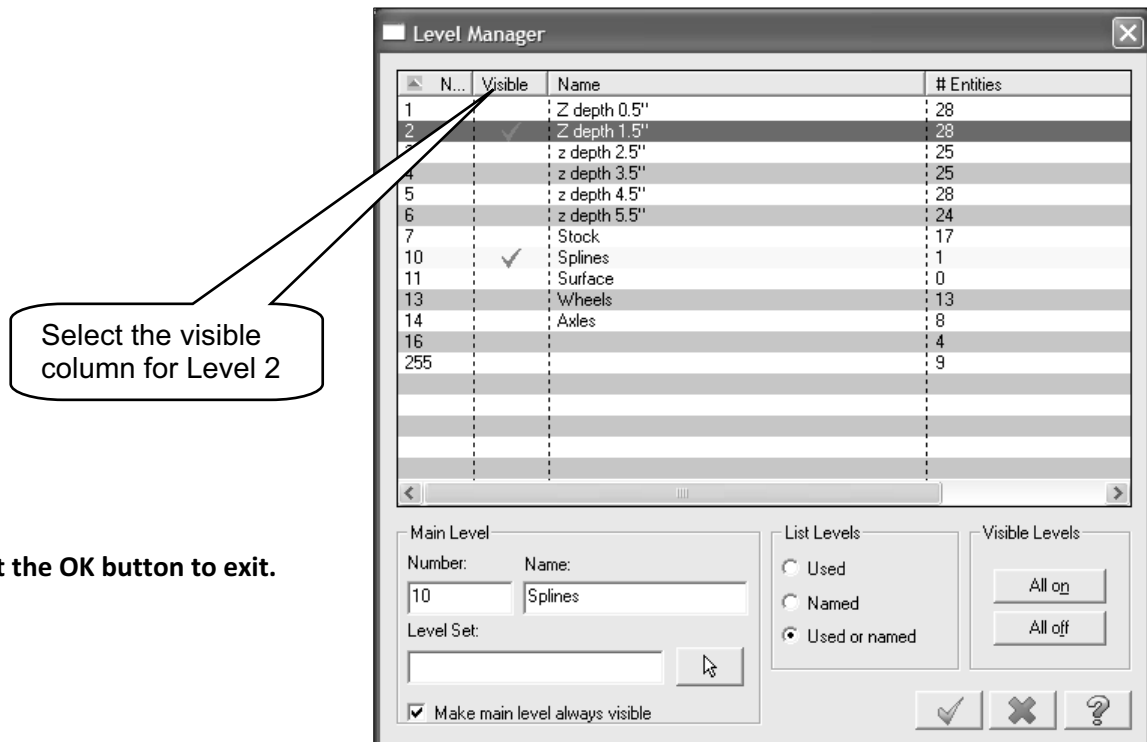 Level Manager
N... Visible Name # Entities
1 Z depth 0.5" 28
2 Z depth 1.5" 28
3 z depth 2.5" 25
4 z depth 3.5" 25
5 z depth 4.5" 28
6 z depth 5.5" 24
7 Stock 17
10 Splines 1
11 Surface 0
13 Wheels 13
14 Axles 8
16 4
255 9
Select the visible
column for Level 2
t the OK button to exit.
Main Level
Number: Name:
10 Splines
Level Set:
Make main level always visible
List Levels
Used
Named
Used or named
Visible Levels
All on
All off